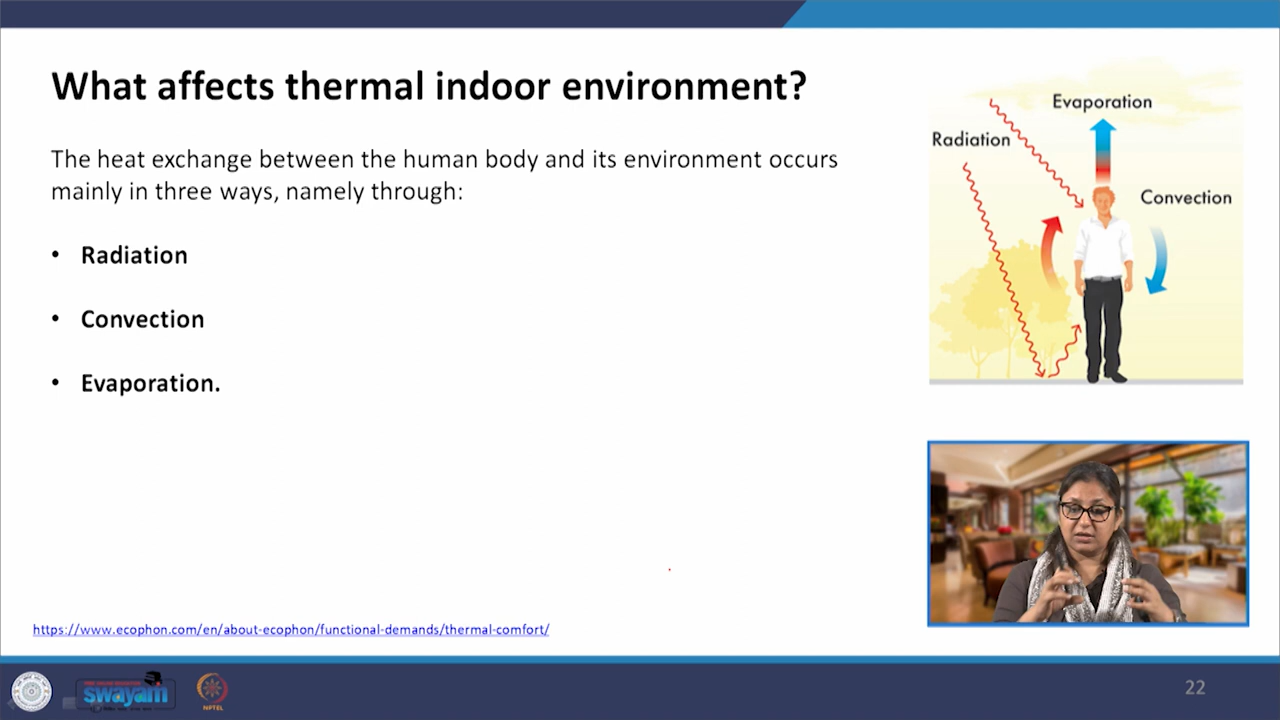 What affects thermal indoor environment?
The heat exchange between the human body and its environment occurs
mainly in three ways, namely through:
• Radiation
• Convection
• Evaporation.
Evaporation
Radiation
Convection
https://www.ecophon.com/en/about-ecophon/functional-demands/thermal-comfort/
swayam
NPTEL
22